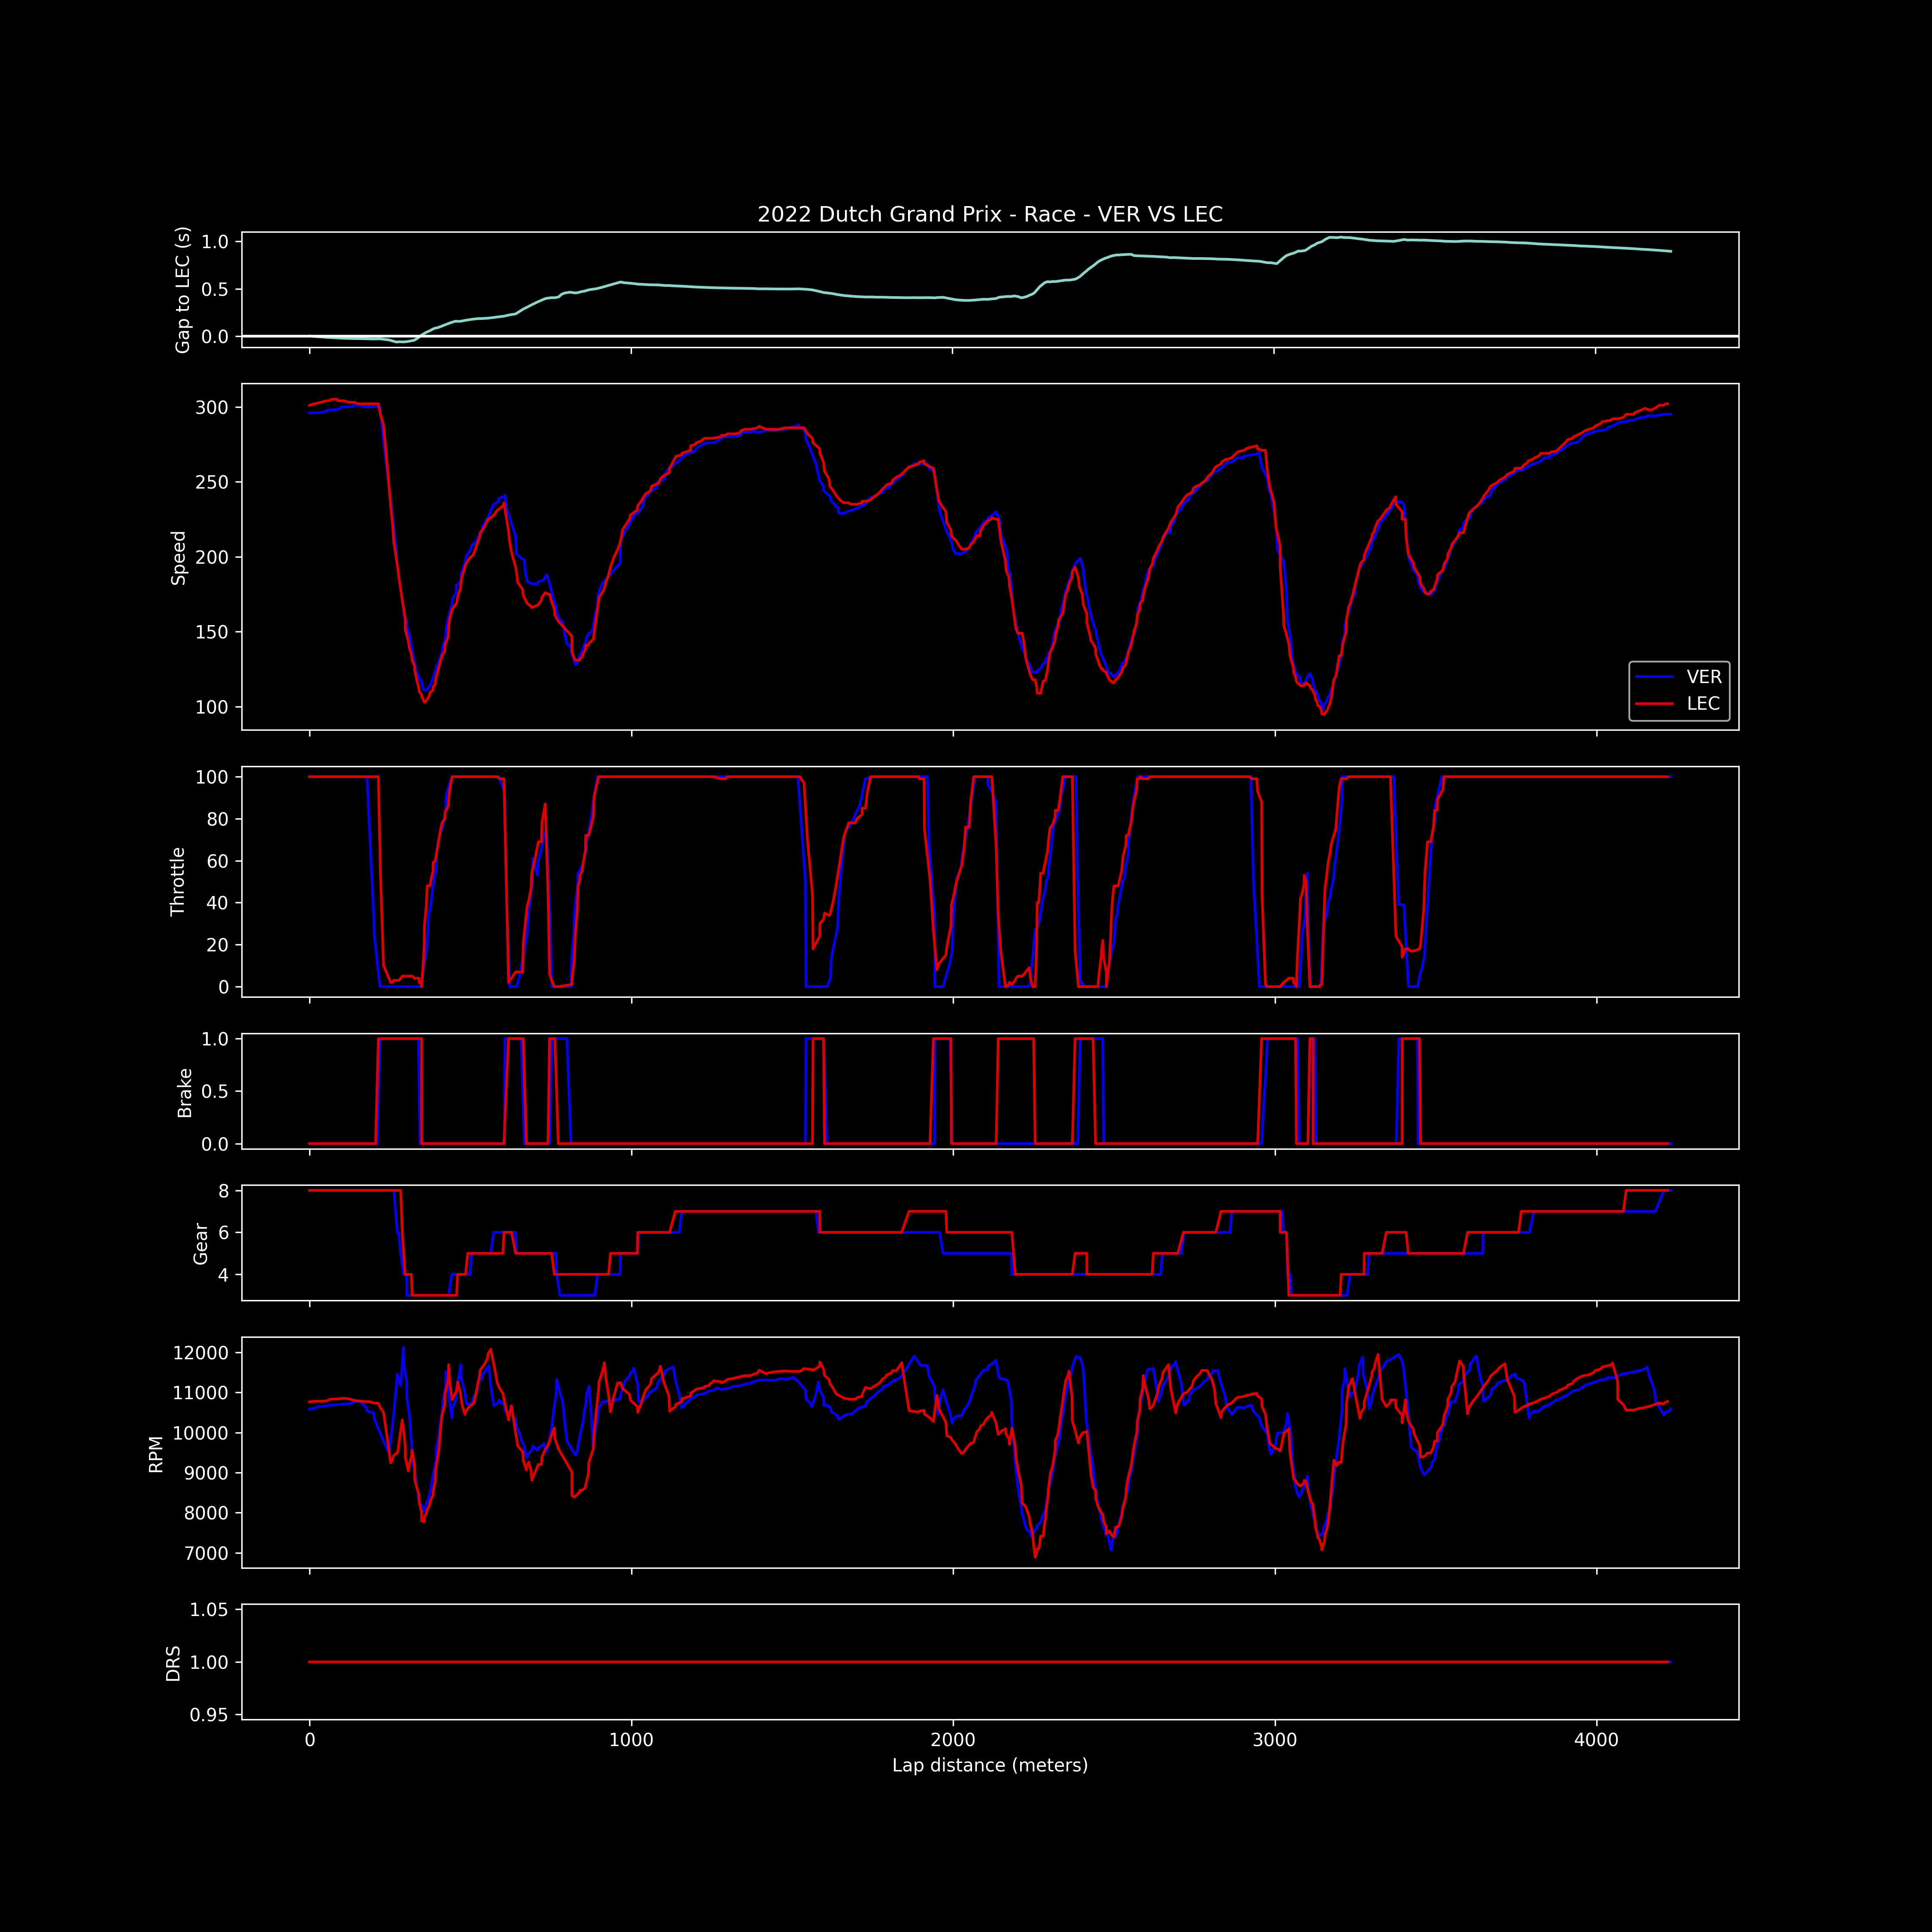 2022 Dutch Grand Prix - Race - VER VS LEC
Gap to LEC (s)
1.0
0.5
0.0
Speed
300
250
200
150
100
VER
LEC
Throttle
100
80
60
40
20
0
Brake
1.0
0.5
0.0
Gear
8
6
4
RPM
12000
11000
10000
9000
8000
7000
DRS
1.05
1.00
0.95
0 1000 2000 3000 4000
Lap distance (meters)